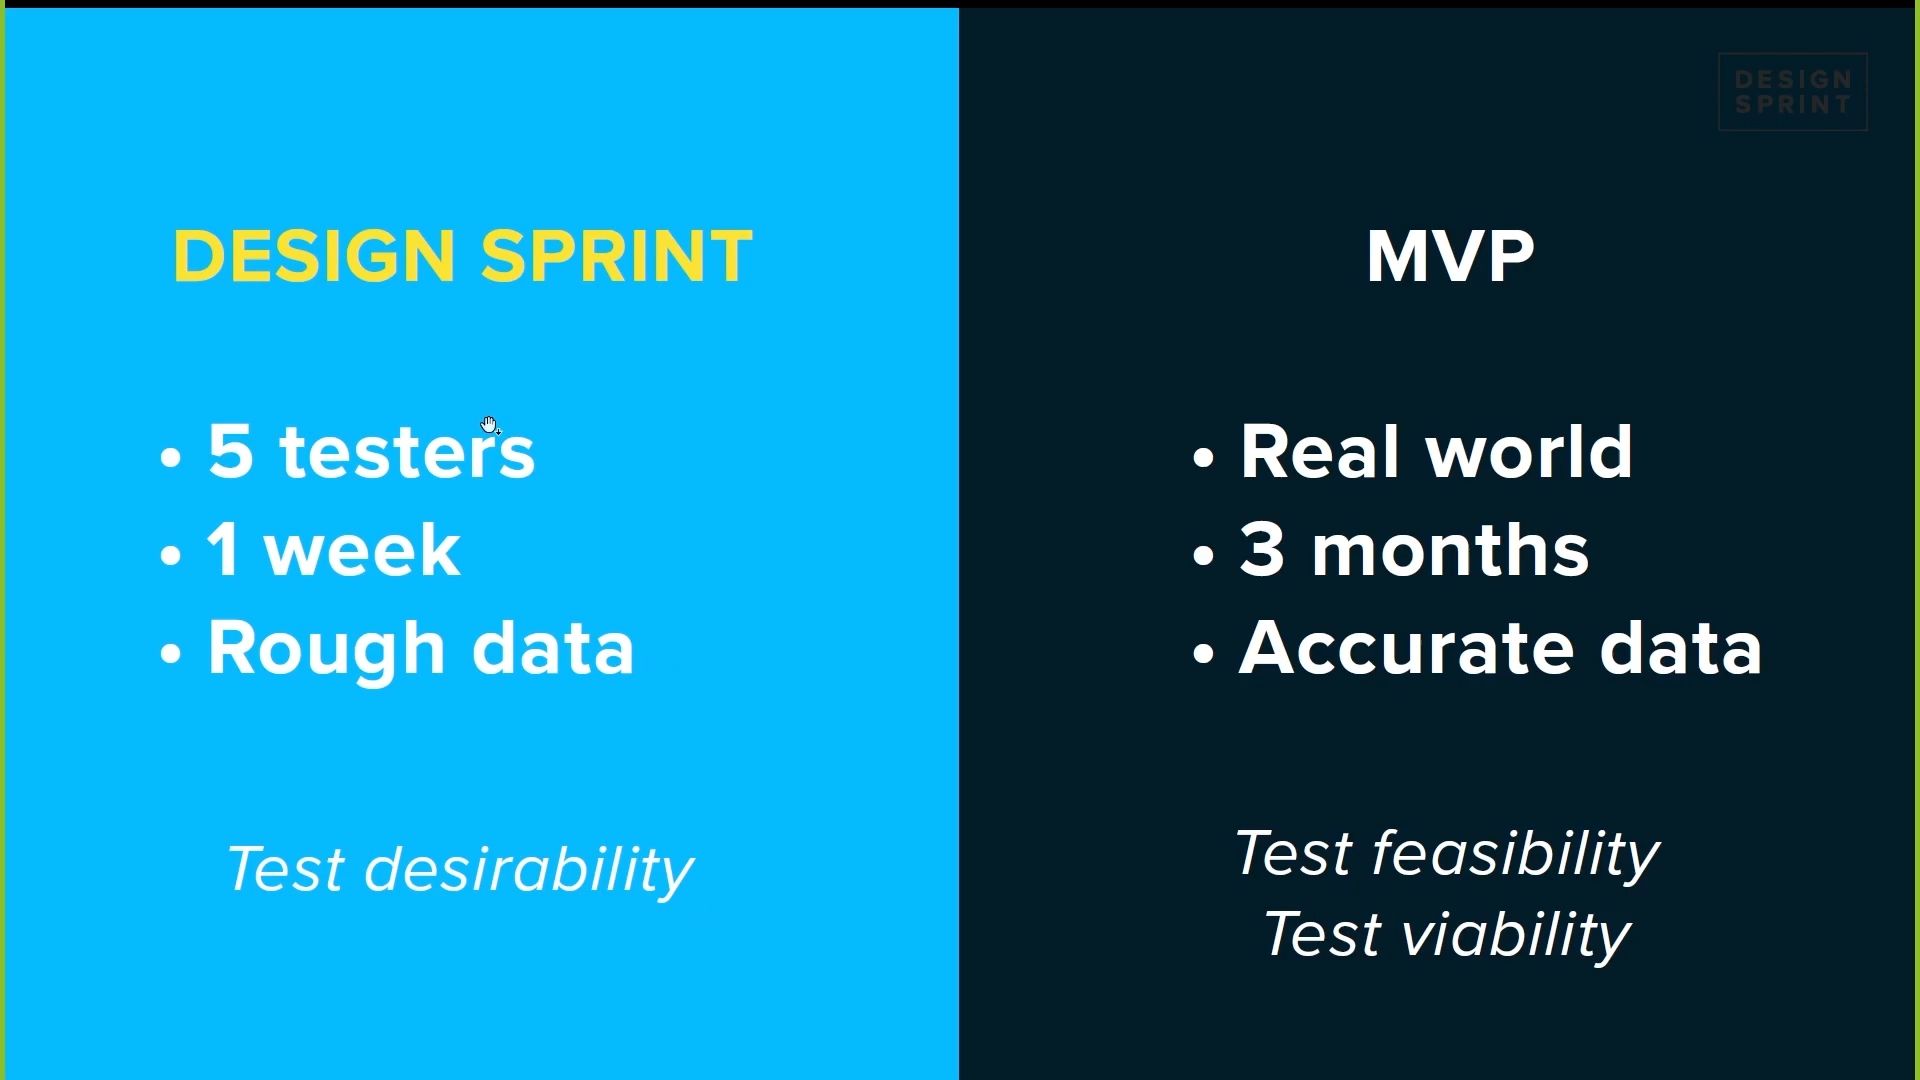 DESIGN
SPRINT
DESIGN SPRINT
• 5 testers
• 1 week
• Rough data
Test desirability
MVP
• Real world
• 3 months
• Accurate data
Test feasibility
Test viability